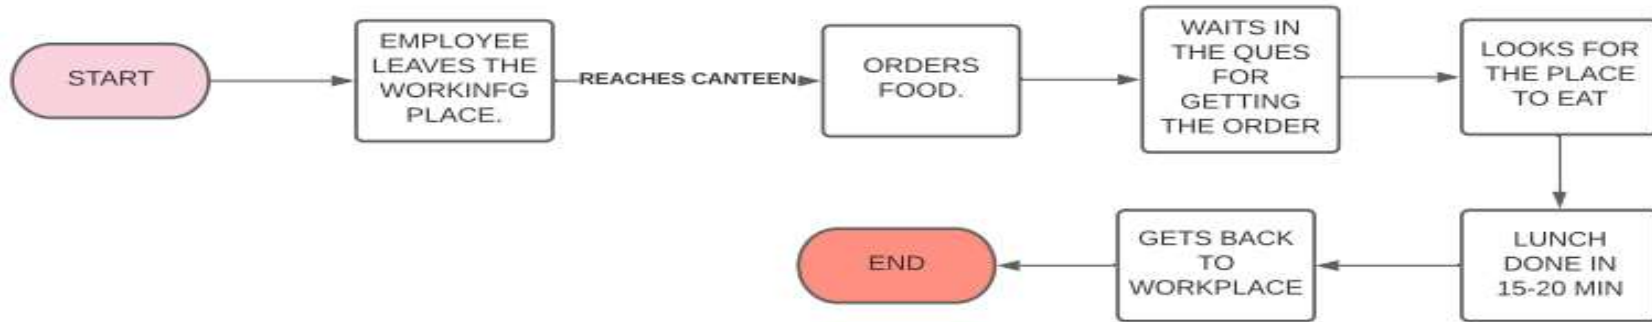 START
EMPLOYEE
LEAVES THE
WORKINFG
PLACE.
REACHES CANTEEN
ORDERS
FOOD.
WAITS IN
THE QUES
FOR
GETTING
THE ORDER
LOOKS FOR
THE PLACE
TO EAT
LUNCH
DONE IN
15-20 MIN
GETS BACK
TO
WORKPLACE
END